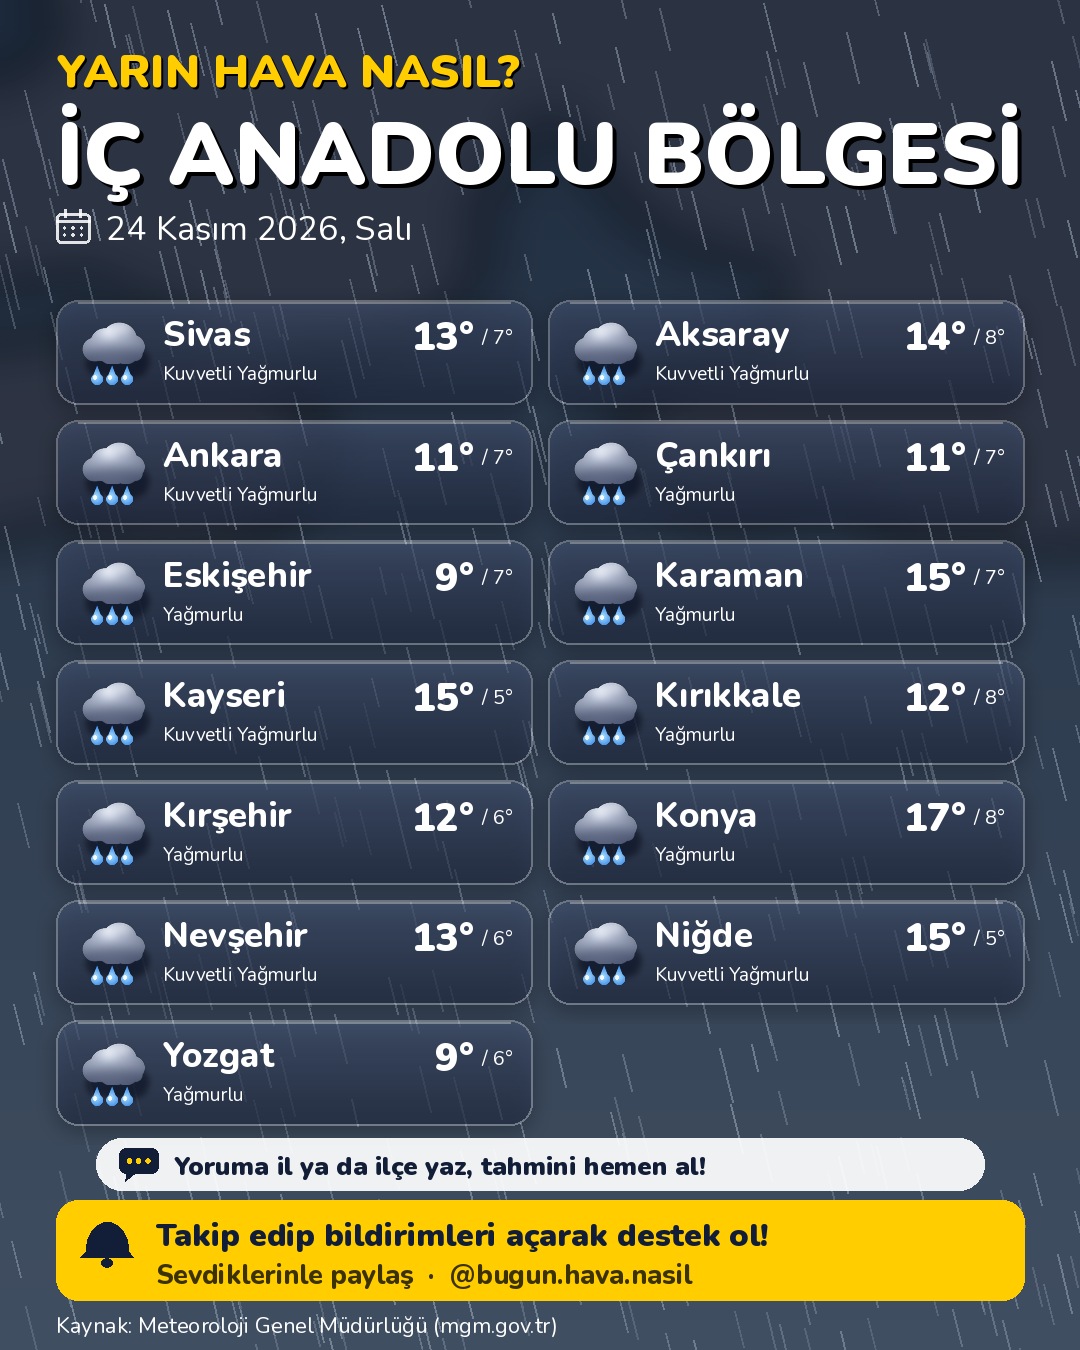 YARIN HAVA NASIL?
İÇ ANADOLU BÖLGESİ
24 Kasım 2026, Salı
Sivas 13° / 7°
Kuvvetli Yağmurlu
Aksaray 14° / 8°
Kuvvetli Yağmurlu
Ankara 11° / 7°
Kuvvetli Yağmurlu
Çankırı 11° / 7°
Yağmurlu
Eskişehir 9° / 7°
Yağmurlu
Karaman 15° / 7°
Yağmurlu
Kayseri 15° / 5°
Kuvvetli Yağmurlu
Kırıkkale 12° / 8°
Yağmurlu
Kırşehir 12° / 6°
Yağmurlu
Konya 17° / 8°
Yağmurlu
Nevşehir 13° / 6°
Kuvvetli Yağmurlu
Niğde 15° / 5°
Kuvvetli Yağmurlu
Yozgat 9° / 6°
Yağmurlu
Yoruma il ya da ilçe yaz, tahmini hemen al!
Takip edip bildirimleri açarak destek ol!
Sevdiklerinle paylaş · @bugun.hava.nasil
Kaynak: Meteoroloji Genel Müdürlüğü (mgm.gov.tr)